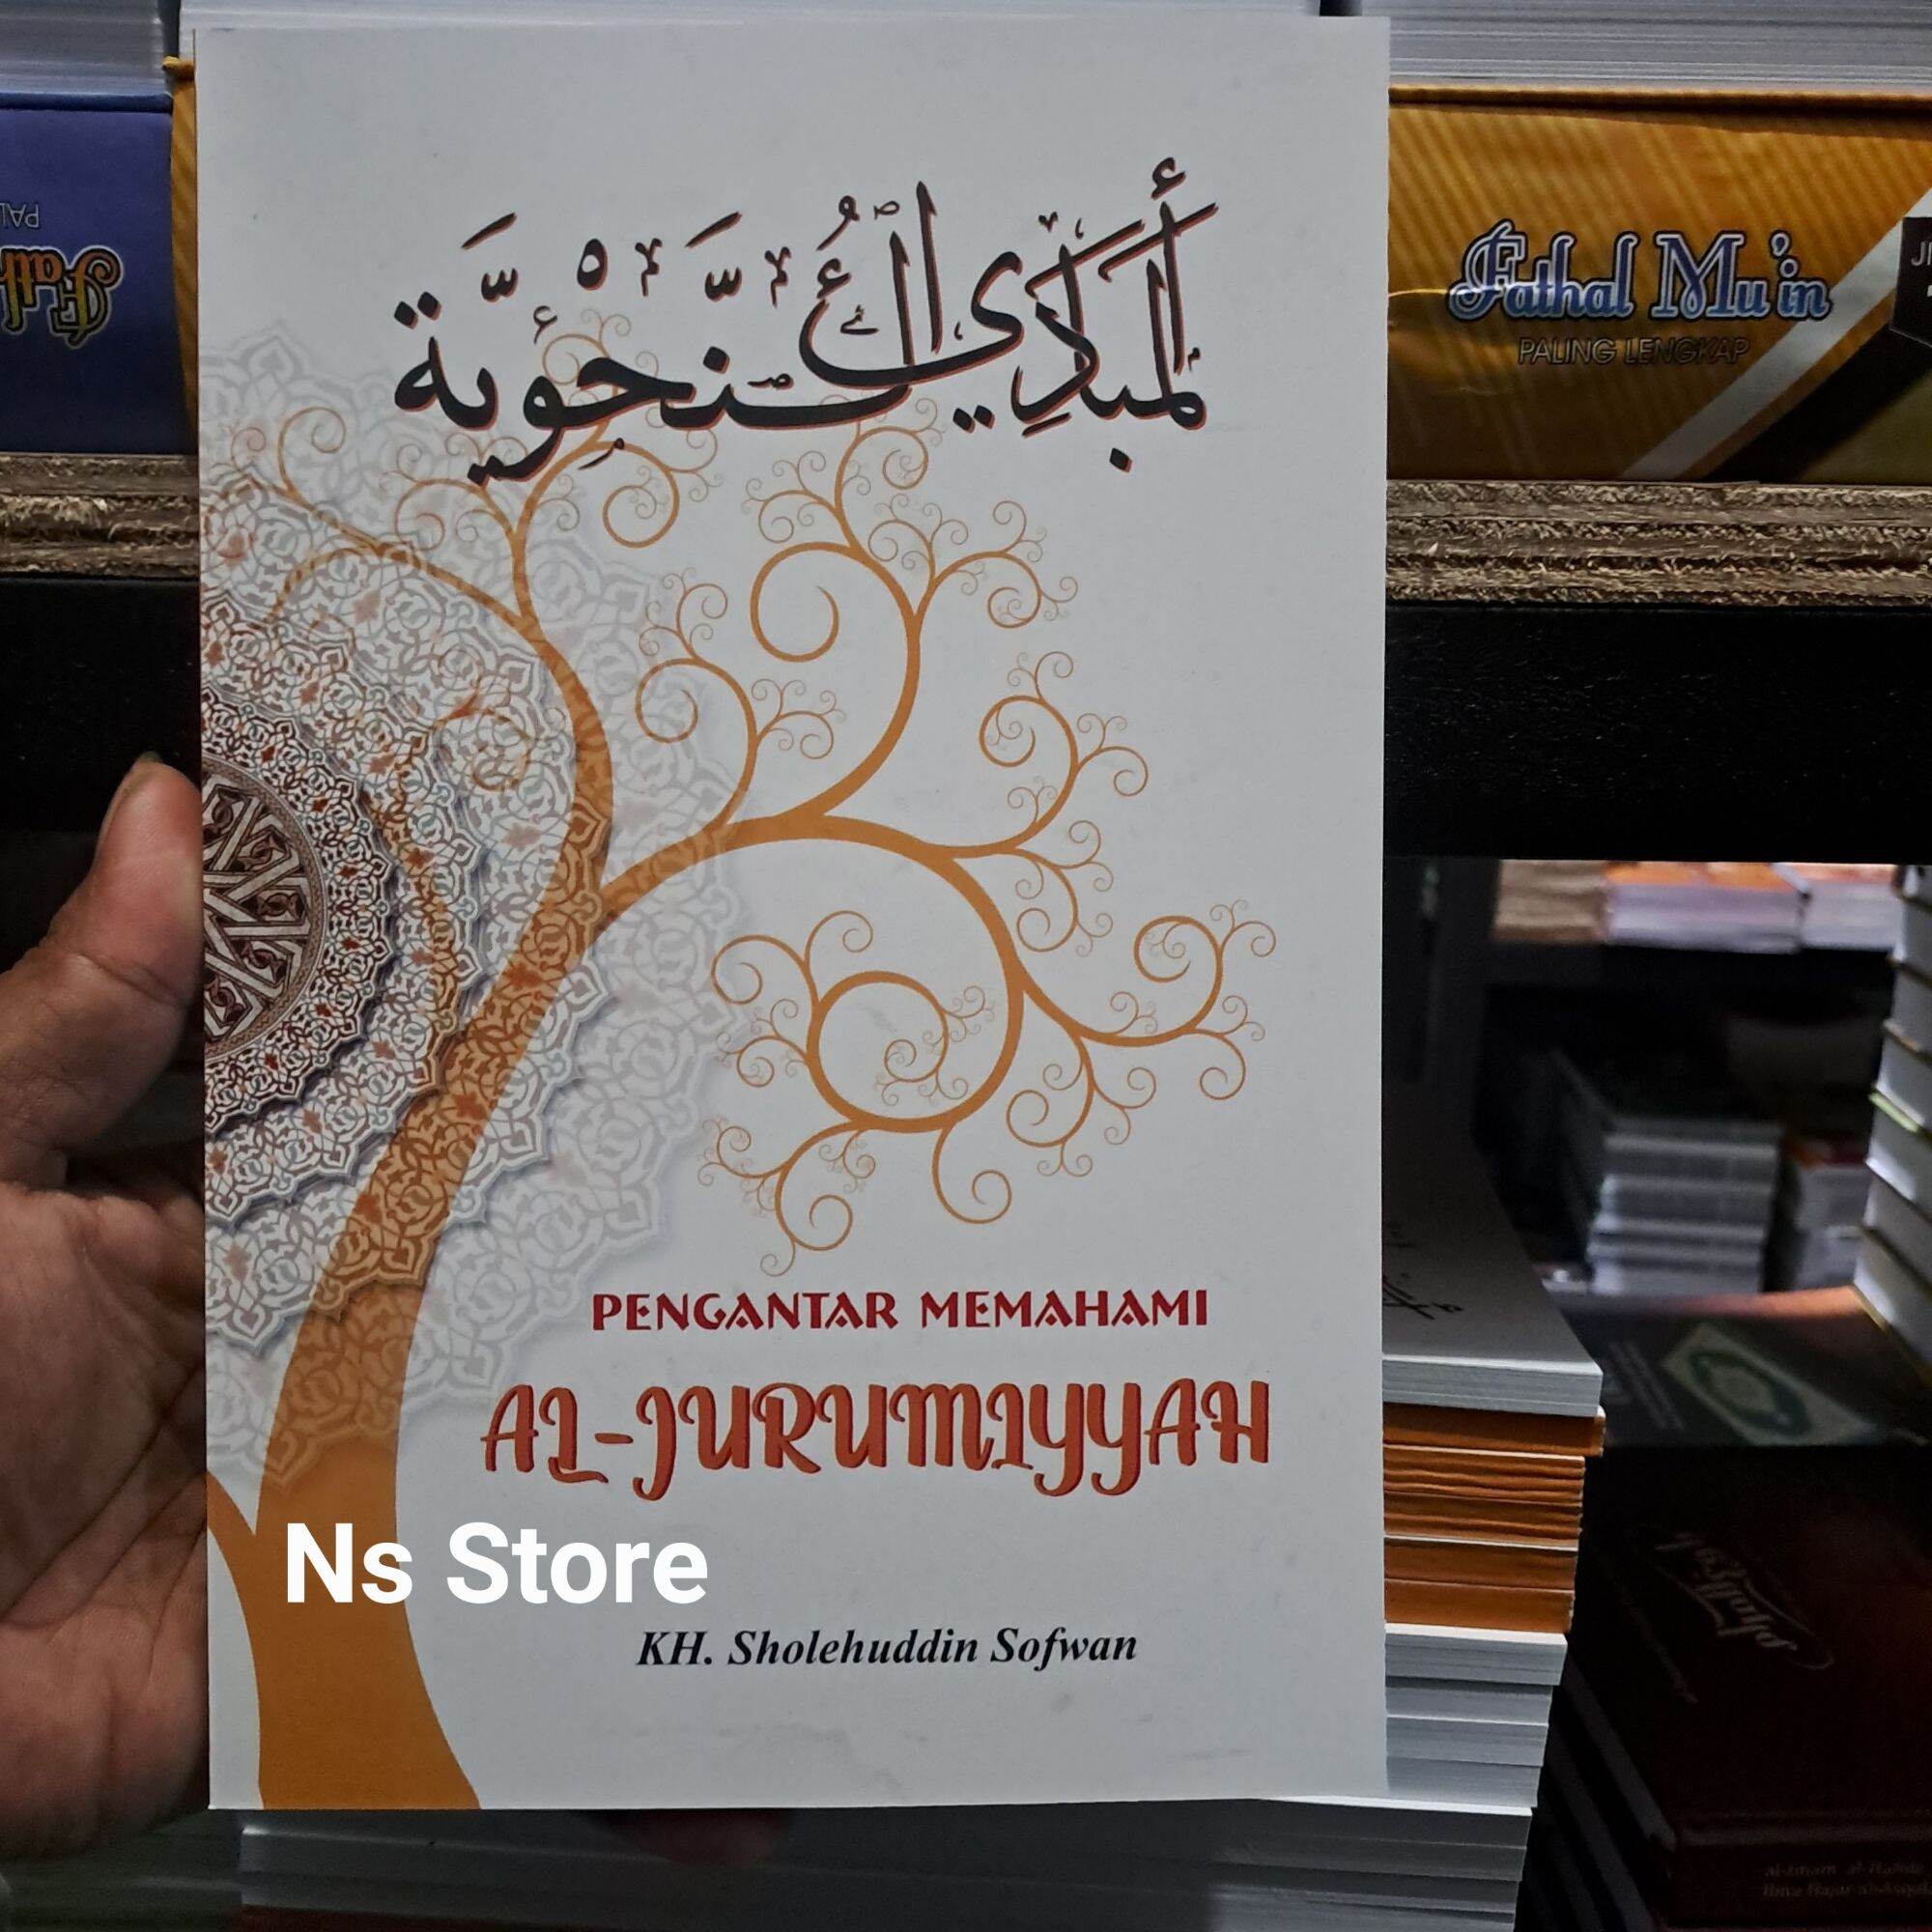 المبادئ النحوية
PENGANTAR MEMAHAMI
AL-JURUMIYYAH
Ns Store
KH. Sholehuddin Sofwan
Fathal Mu'in
PALING LENGKAP